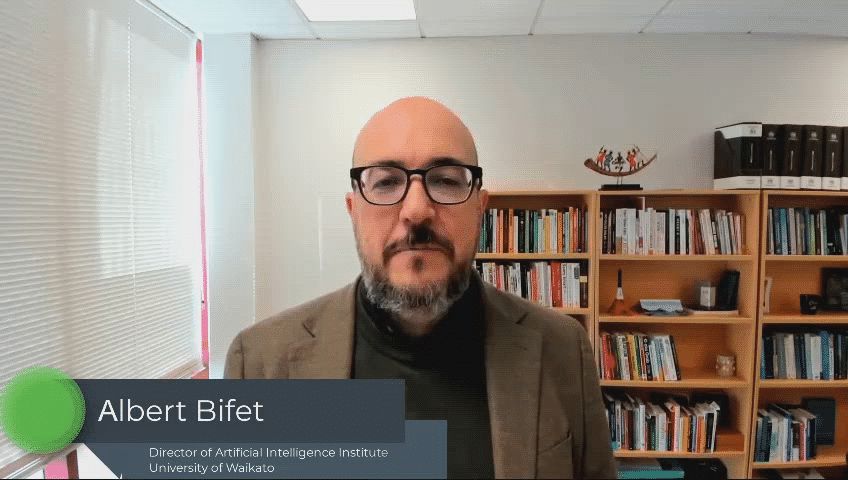 Albert Bifet
Director of Artificial Intelligence Institute
University of Waikato